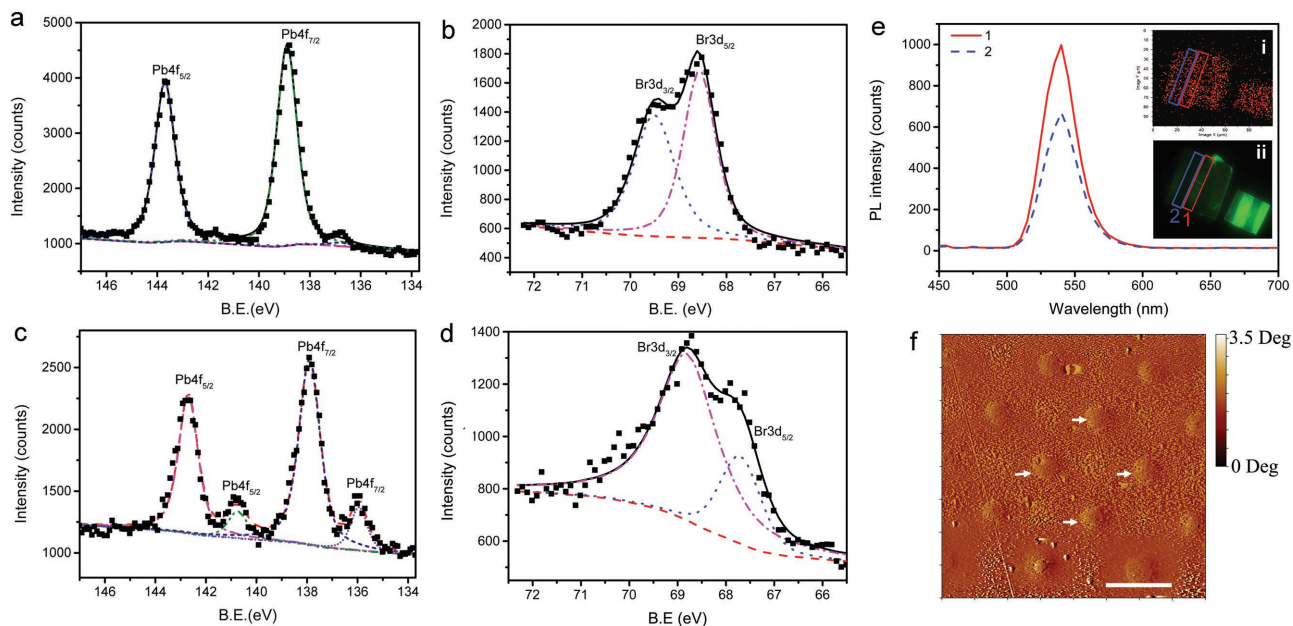 a
5000
4000
3000
2000
1000
Intensity (counts)
Pb4f5/2
Pb4f7/2
146 144 142 140 138 136 134
B.E.(eV)
b
2000
1800
1600
1400
1200
1000
800
600
400
Intensity (counts)
Br3d3/2
Br3d5/2
72 71 70 69 68 67 66
B.E. (eV)
c
2500
2000
1500
1000
Intensity (counts)
Pb4f5/2
Pb4f5/2
Pb4f7/2
Pb4f7/2
146 144 142 140 138 136 134
B.E.(eV)
d
1400
1200
1000
800
600
Intensity (counts)
Br3d3/2
Br3d5/2
72 71 70 69 68 67 66
B.E (eV)
e
1000
800
600
400
200
0
PL intensity (counts)
1
2
450 500 550 600 650 700
Wavelength (nm)
i
Image X (µm)
ii
2 1
f
3.5 Deg
0 Deg